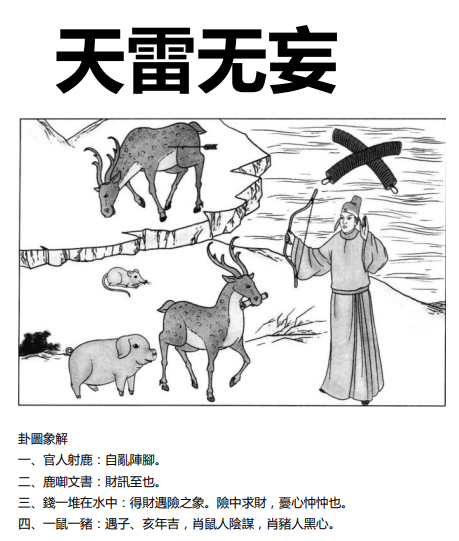 天雷无妄
卦圖象解
一、官人射鹿：自亂陣腳。
二、鹿啣文書：財訊至也。
三、錢一堆在水中：得財遇險之象。險中求財，憂心忡忡也。
四、一鼠一豬：遇子、亥年吉，肖鼠人陰謀，肖豬人黑心。